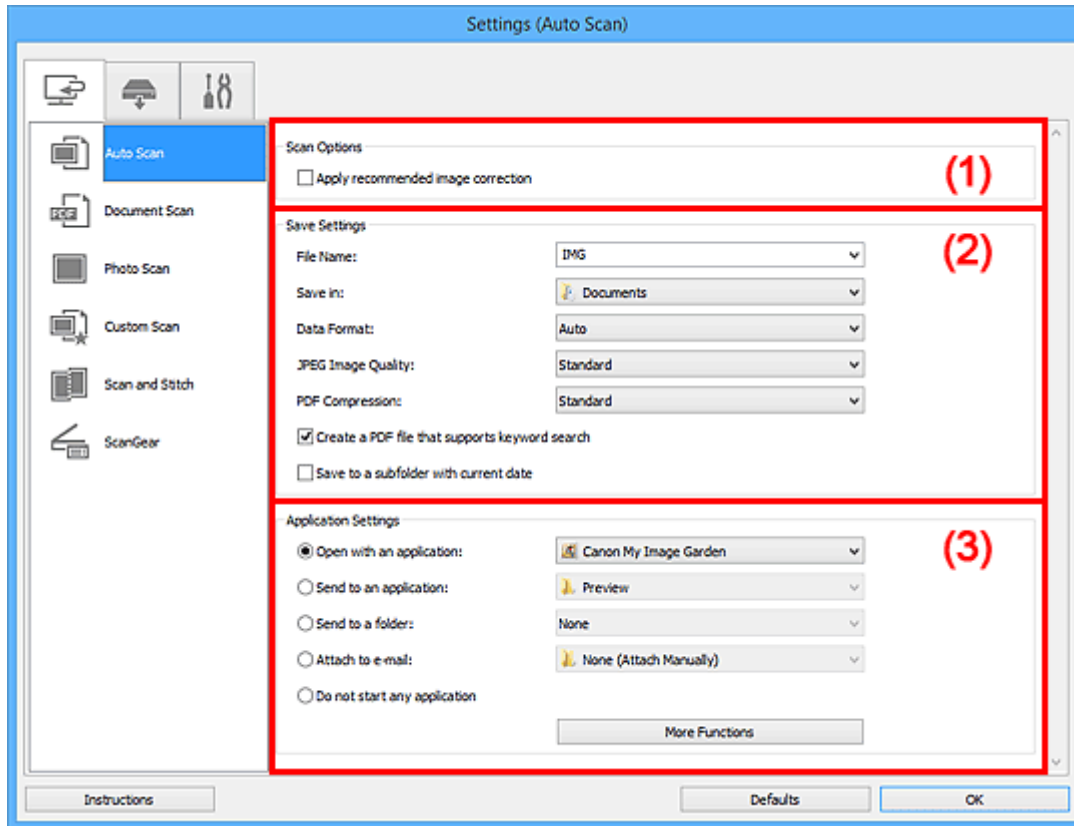 Settings (Auto Scan)
Auto Scan
Document Scan
Photo Scan
Custom Scan
Scan and Stitch
ScanGear
Scan Options
Apply recommended image correction
(1)
Save Settings
(2)
File Name: IMG
Save in: Documents
Data Format: Auto
JPEG Image Quality: Standard
PDF Compression: Standard
Create a PDF file that supports keyword search
Save to a subfolder with current date
Application Settings
(3)
Open with an application: Canon My Image Garden
Send to an application: Preview
Send to a folder: None
Attach to e-mail: None (Attach Manually)
Do not start any application
More Functions
Instructions Defaults OK